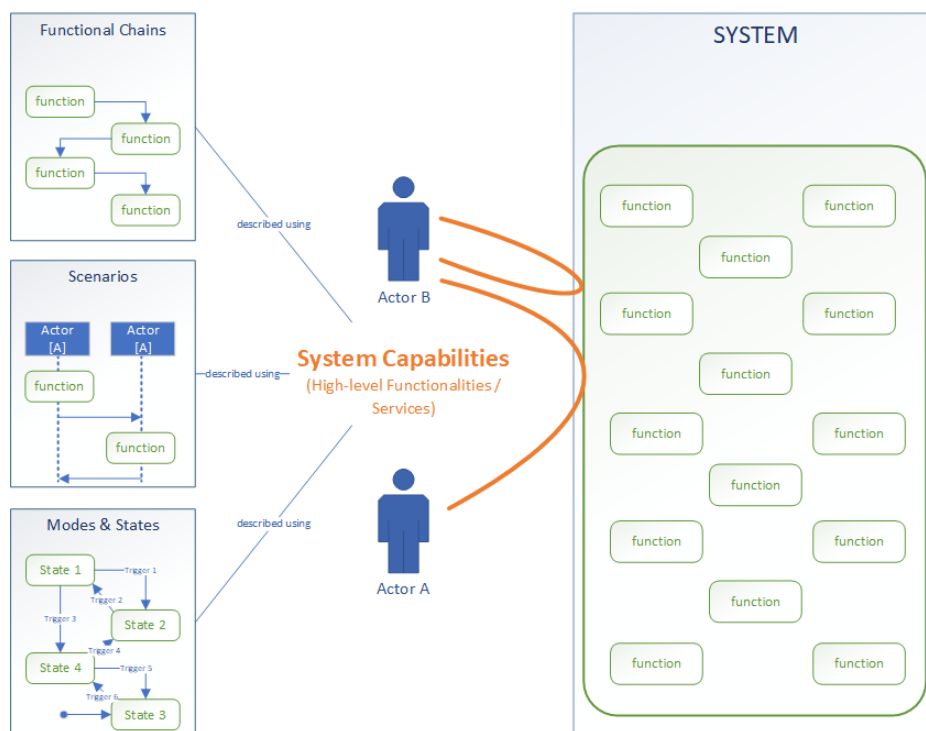 Functional Chains
function
function
function
function
Scenarios
Actor
[A]
Actor
[A]
function
function
Modes & States
State 1
Trigger 1
Trigger 2
Trigger 3
State 2
Trigger 4
State 4
Trigger 5
Trigger 6
State 3
described using
described using
described using
Actor B
System Capabilities
(High-level Functionalities /
Services)
Actor A
SYSTEM
function
function
function
function
function
function
function
function
function
function
function
function
function
function